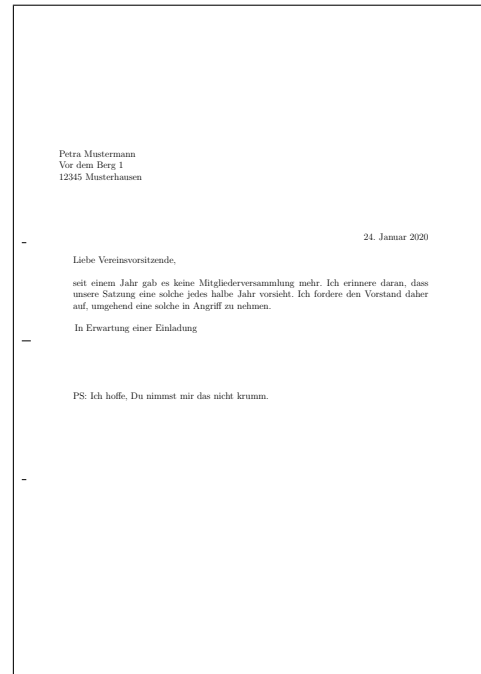 Petra Mustermann
Vor dem Berg 1
12345 Musterhausen
24. Januar 2020
Liebe Vereinsvorsitzende,
seit einem Jahr gab es keine Mitgliederversammlung mehr. Ich erinnere daran, dass
unsere Satzung eine solche jedes halbe Jahr vorsieht. Ich fordere den Vorstand daher
auf, umgehend eine solche in Angriff zu nehmen.
In Erwartung einer Einladung
PS: Ich hoffe, Du nimmst mir das nicht krumm.